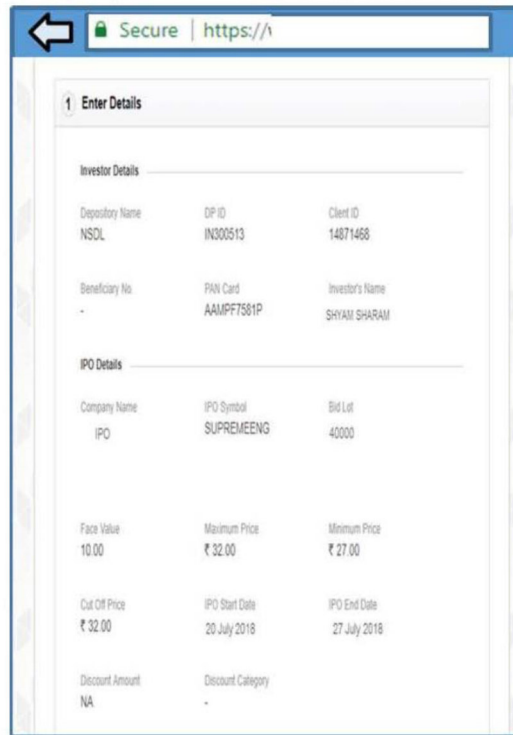 Secure | https://
1 Enter Details
Investor Details
Depository Name DP ID Client ID
NSDL IN300513 14871468
Beneficiary No. PAN Card Investor's Name
- AAMPF7581P SHYAM SHARAM
IPO Details
Company Name IPO Symbol Bid Lot
IPO SUPREMEENG 40000
Face Value Maximum Price Minimum Price
10.00 ₹ 32.00 ₹ 27.00
Cut Off Price IPO Start Date IPO End Date
₹ 32.00 20 July 2018 27 July 2018
Discount Amount Discount Category
NA -